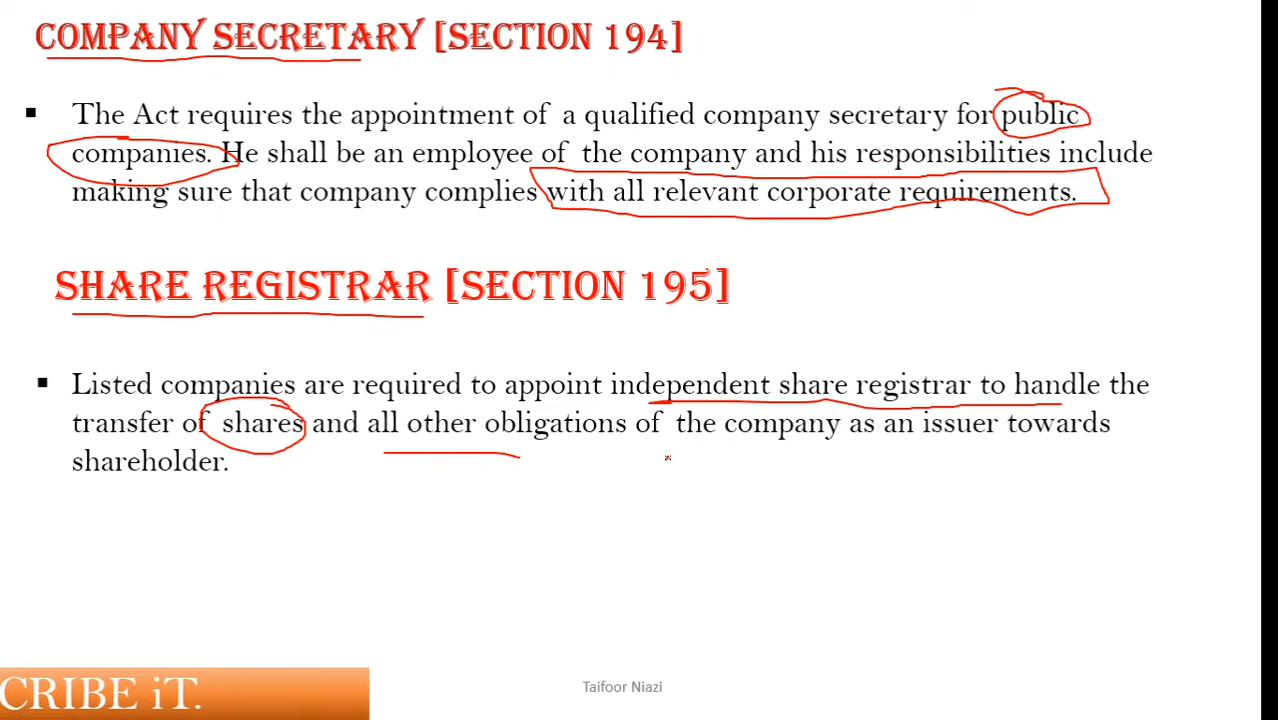 COMPANY SECRETARY [SECTION 194]
▪ The Act requires the appointment of a qualified company secretary for public
companies. He shall be an employee of the company and his responsibilities include
making sure that company complies with all relevant corporate requirements.
SHARE REGISTRAR [SECTION 195]
▪ Listed companies are required to appoint independent share registrar to handle the
transfer of shares and all other obligations of the company as an issuer towards
shareholder.
CRIBE iT.
Taifoor Niazi